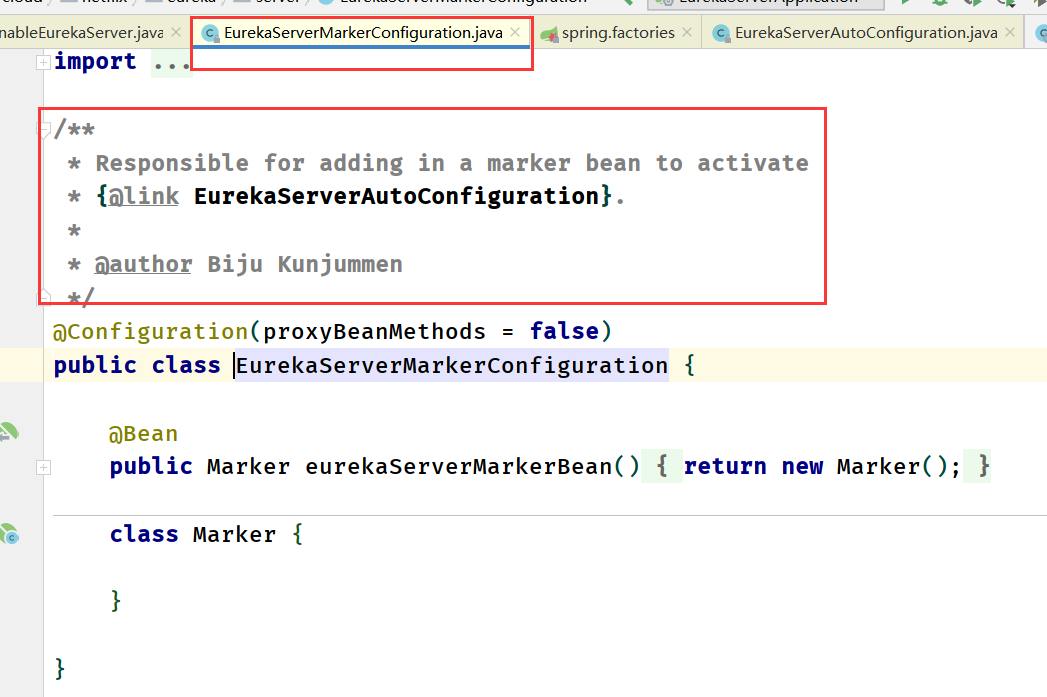 EurekaServerApplication
nableEurekaServer.java EurekaServerMarkerConfiguration.java spring.factories EurekaServerAutoConfiguration.java
import ...
/**
* Responsible for adding in a marker bean to activate
* {@link EurekaServerAutoConfiguration}.
*
* @author Biju Kunjummen
*/
@Configuration(proxyBeanMethods = false)
public class EurekaServerMarkerConfiguration {
@Bean
public Marker eurekaServerMarkerBean() { return new Marker(); }
class Marker {
}
}